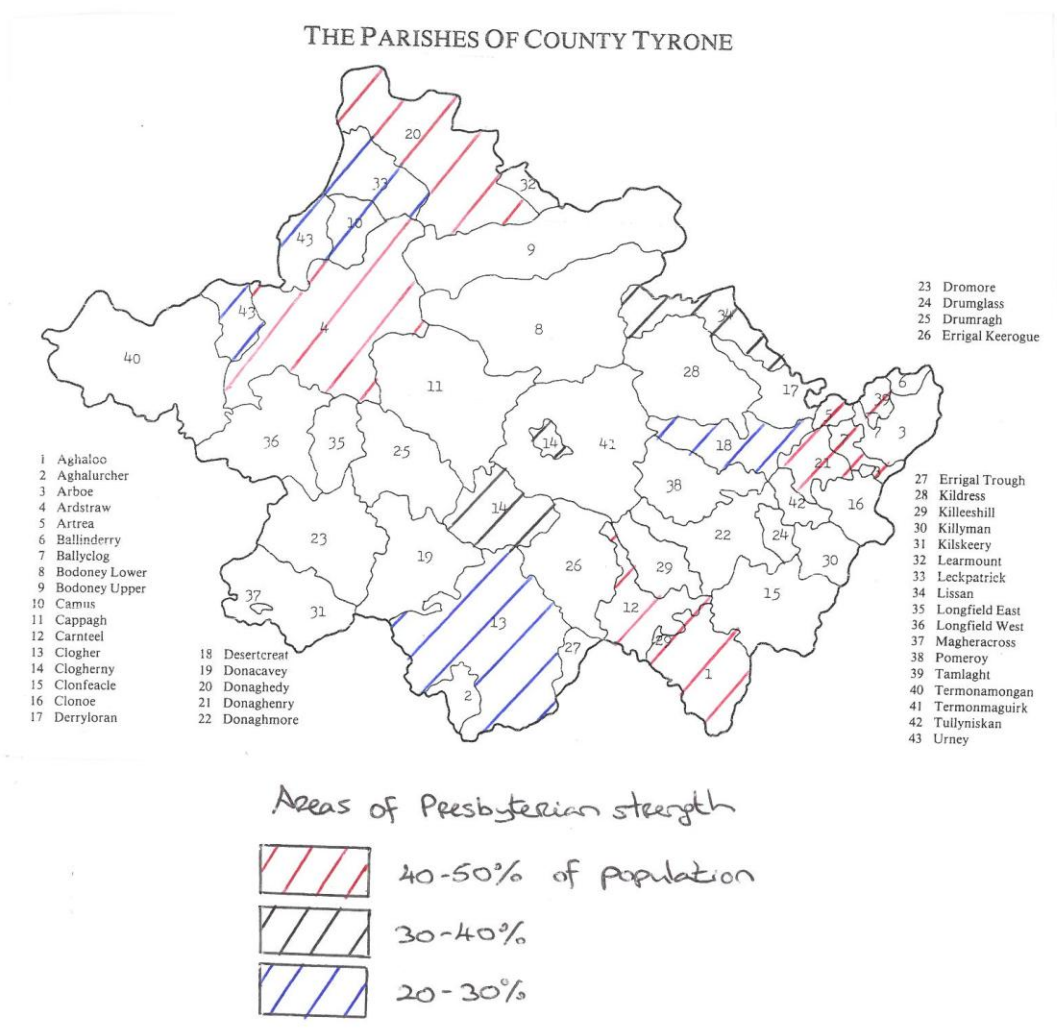 THE PARISHES OF COUNTY TYRONE
20
33
32
10
43
9
43
4
8
34
40
28
17
6
39
5
11
7
7
3
36
35
25
14
41
18
21
38
42
16
14
22
24
30
23
19
26
29
15
37
31
13
12
27
29
1
2
23 Dromore
24 Drumglass
25 Drumragh
26 Errigal Keerogue
1 Aghaloo
2 Aghalurcher
3 Arboe
4 Ardstraw
5 Artrea
6 Ballinderry
7 Ballyclog
8 Bodoney Lower
9 Bodoney Upper
10 Camus
11 Cappagh
12 Carnteel
13 Clogher
14 Clogherny
15 Clonfeacle
16 Clonoe
17 Derryloran
18 Desertcreat
19 Donacavey
20 Donaghedy
21 Donaghenry
22 Donaghmore
27 Errigal Trough
28 Kildress
29 Killeeshill
30 Killyman
31 Kilskeery
32 Learmount
33 Leckpatrick
34 Lissan
35 Longfield East
36 Longfield West
37 Magheracross
38 Pomeroy
39 Tamlaght
40 Termonamongan
41 Termonmaguirk
42 Tullyniskan
43 Urney
Areas of Presbyterian strength
40-50% of population
30-40%
20-30%